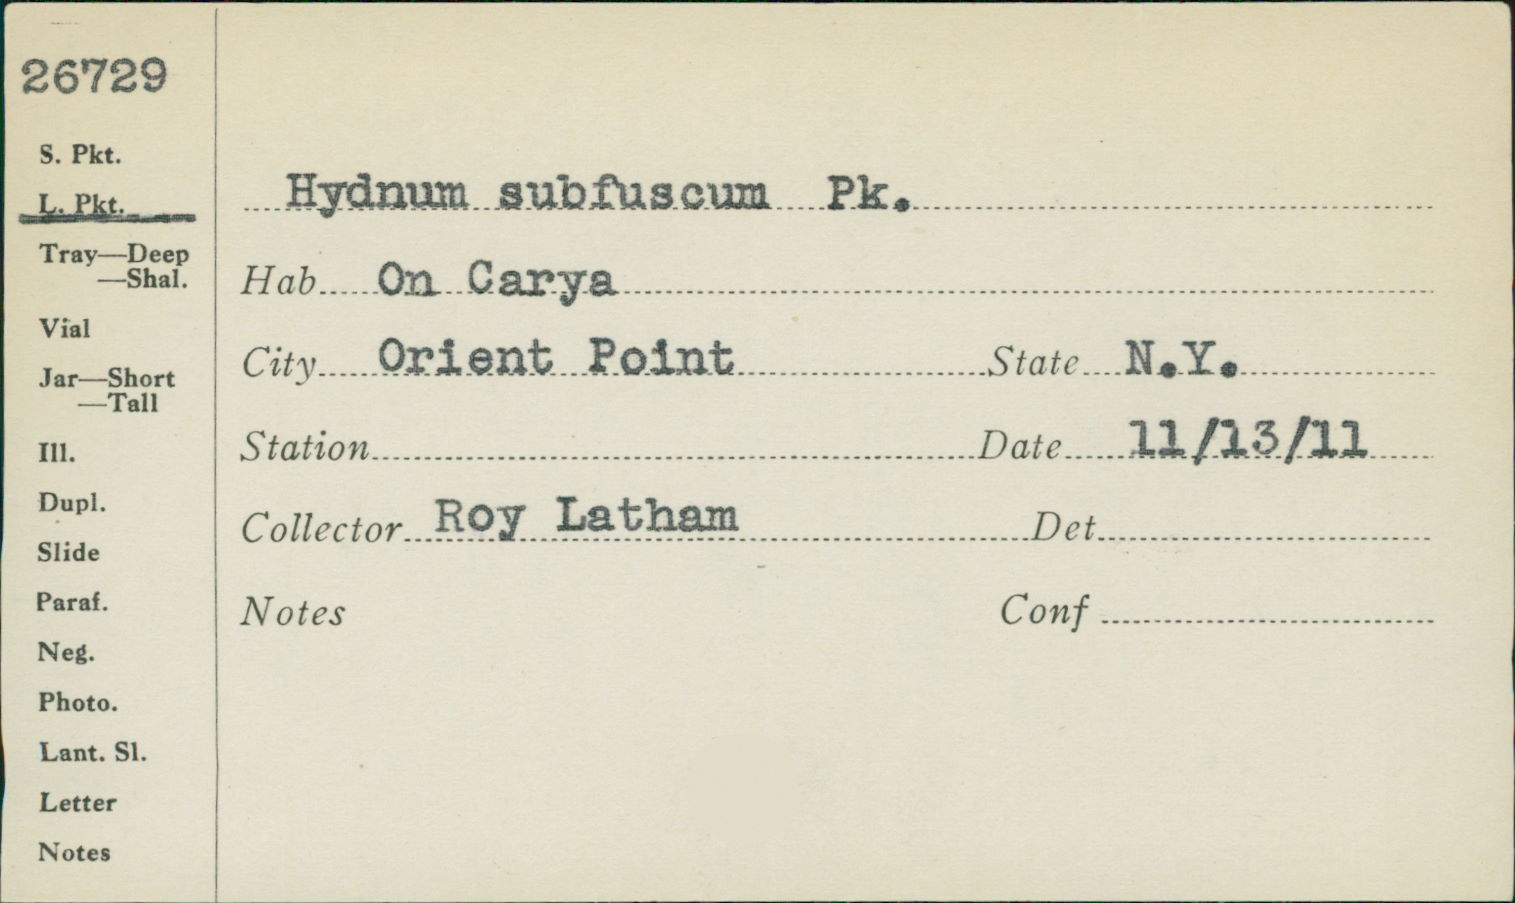 26729
S. Pkt.
L. Pkt.
Tray—Deep
—Shal.
Vial
Jar—Short
—Tall
Ill.
Dupl.
Slide
Paraf.
Neg.
Photo.
Lant. Sl.
Letter
Notes
Hydnum subfuscum Pk.
Hab On Carya
City Orient Point State N.Y.
Station Date 11/13/11
Collector Roy Latham Det
Notes Conf